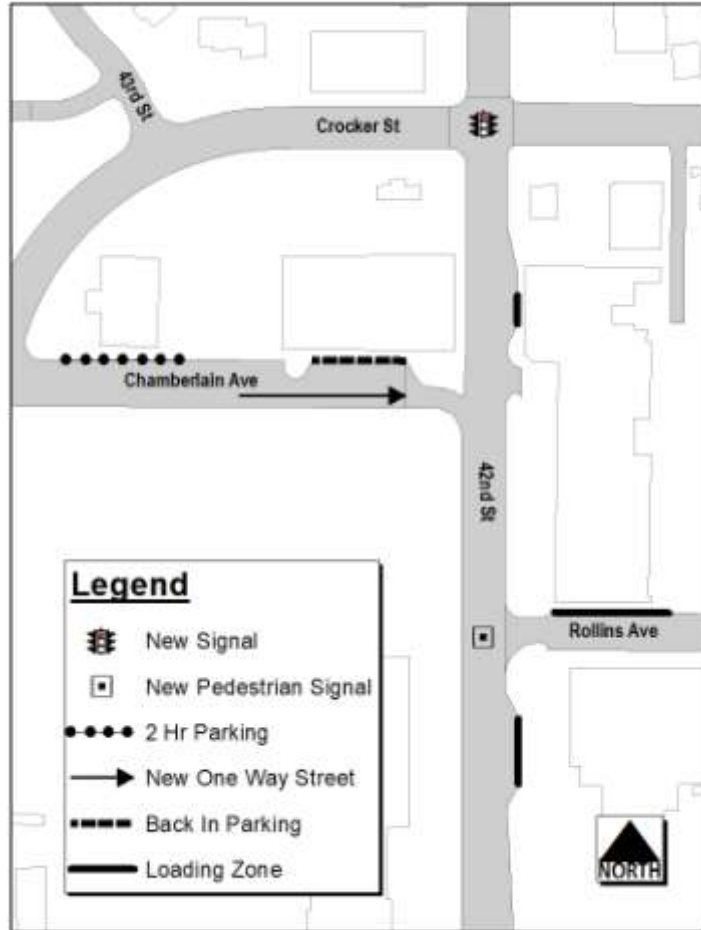 43rd St
Crocker St
Chamberlain Ave
42nd St
Rollins Ave
Legend
New Signal
New Pedestrian Signal
2 Hr Parking
New One Way Street
Back In Parking
Loading Zone
NORTH